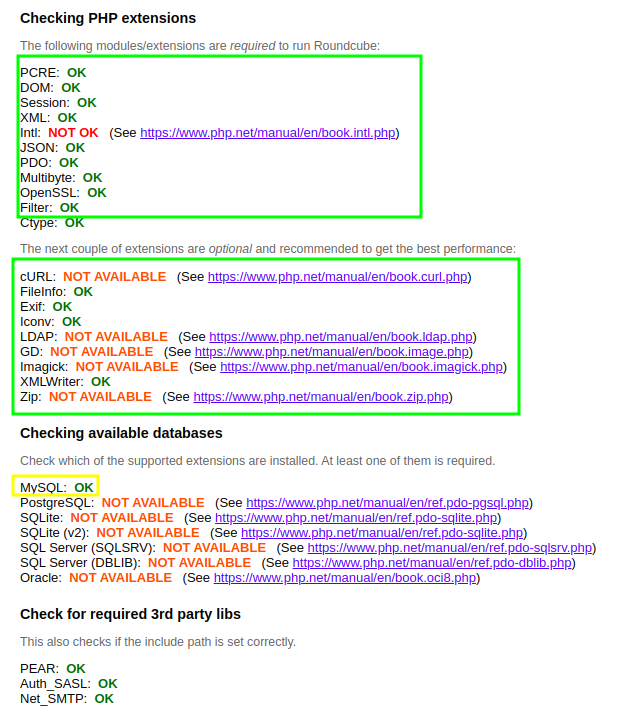 Checking PHP extensions
The following modules/extensions are required to run Roundcube:
PCRE: OK
DOM: OK
Session: OK
XML: OK
Intl: NOT OK (See https://www.php.net/manual/en/book.intl.php)
JSON: OK
PDO: OK
Multibyte: OK
OpenSSL: OK
Filter: OK
Ctype: OK
The next couple of extensions are optional and recommended to get the best performance:
cURL: NOT AVAILABLE (See https://www.php.net/manual/en/book.curl.php)
FileInfo: OK
Exif: OK
Iconv: OK
LDAP: NOT AVAILABLE (See https://www.php.net/manual/en/book.ldap.php)
GD: NOT AVAILABLE (See https://www.php.net/manual/en/book.image.php)
Imagick: NOT AVAILABLE (See https://www.php.net/manual/en/book.imagick.php)
XMLWriter: OK
Zip: NOT AVAILABLE (See https://www.php.net/manual/en/book.zip.php)
Checking available databases
Check which of the supported extensions are installed. At least one of them is required.
MySQL: OK
PostgreSQL: NOT AVAILABLE (See https://www.php.net/manual/en/ref.pdo-pgsql.php)
SQLite: NOT AVAILABLE (See https://www.php.net/manual/en/ref.pdo-sqlite.php)
SQLite (v2): NOT AVAILABLE (See https://www.php.net/manual/en/ref.pdo-sqlite.php)
SQL Server (SQLSRV): NOT AVAILABLE (See https://www.php.net/manual/en/ref.pdo-sqlsrv.php)
SQL Server (DBLIB): NOT AVAILABLE (See https://www.php.net/manual/en/ref.pdo-dblib.php)
Oracle: NOT AVAILABLE (See https://www.php.net/manual/en/book.oci8.php)
Check for required 3rd party libs
This also checks if the include path is set correctly.
PEAR: OK
Auth_SASL: OK
Net_SMTP: OK